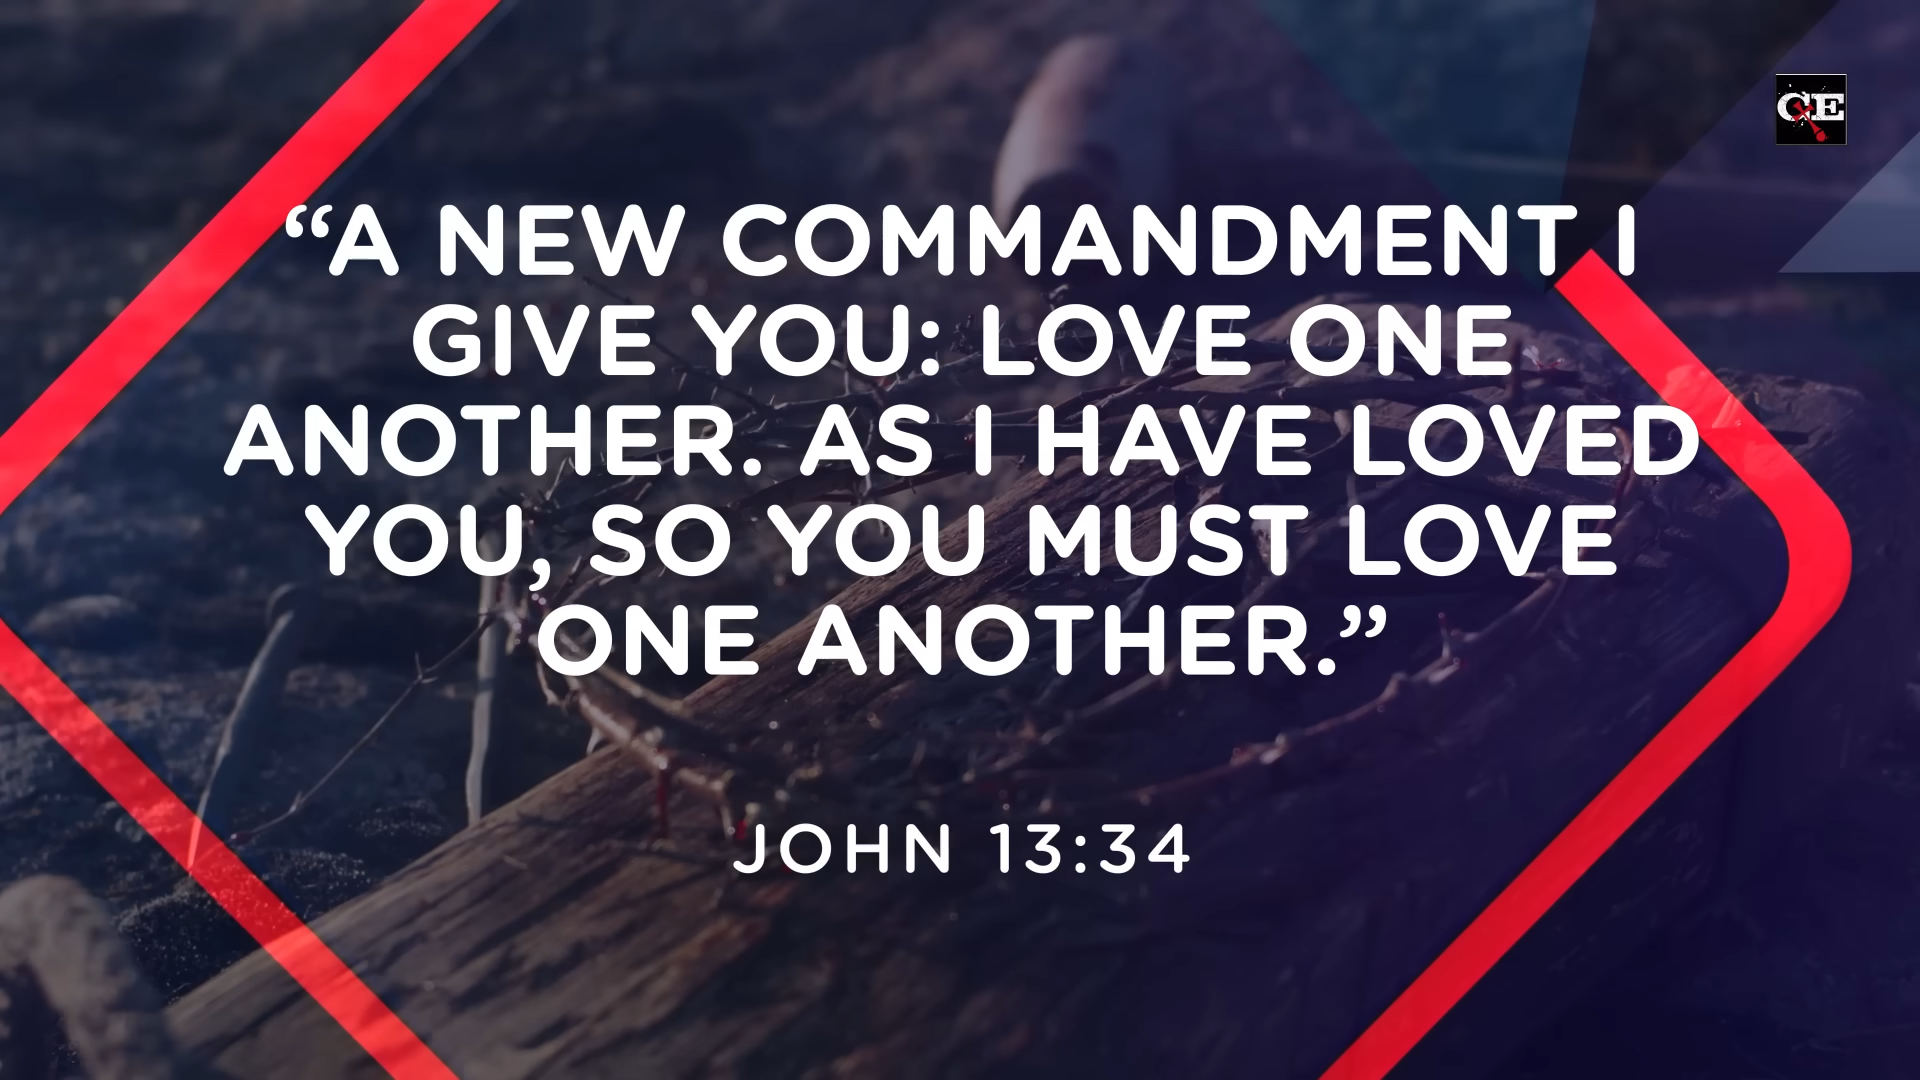 CE
“A NEW COMMANDMENT I
GIVE YOU: LOVE ONE
ANOTHER. AS I HAVE LOVED
YOU, SO YOU MUST LOVE
ONE ANOTHER.”
JOHN 13:34